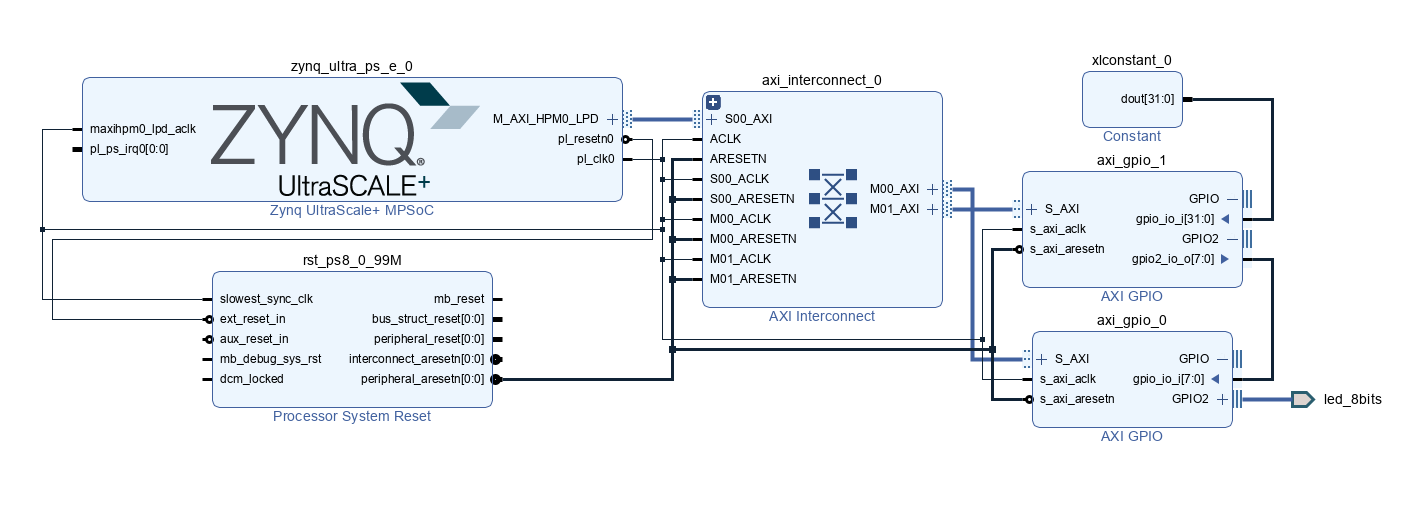 zynq_ultra_ps_e_0
maxihpm0_lpd_aclk
pl_ps_irq0[0:0]
ZYNQ®
UltraSCALE+
M_AXI_HPM0_LPD
pl_resetn0
pl_clk0
Zynq UltraScale+ MPSoC
rst_ps8_0_99M
slowest_sync_clk
ext_reset_in
aux_reset_in
mb_debug_sys_rst
dcm_locked
mb_reset
bus_struct_reset[0:0]
peripheral_reset[0:0]
interconnect_aresetn[0:0]
peripheral_aresetn[0:0]
Processor System Reset
axi_interconnect_0
S00_AXI
ACLK
ARESETN
S00_ACLK
S00_ARESETN
M00_ACLK
M00_ARESETN
M01_ACLK
M01_ARESETN
M00_AXI
M01_AXI
AXI Interconnect
xlconstant_0
dout[31:0]
Constant
axi_gpio_1
S_AXI
s_axi_aclk
s_axi_aresetn
GPIO
gpio_io_i[31:0]
GPIO2
gpio2_io_o[7:0]
AXI GPIO
axi_gpio_0
S_AXI
s_axi_aclk
s_axi_aresetn
GPIO
gpio_io_i[7:0]
GPIO2
AXI GPIO
led_8bits